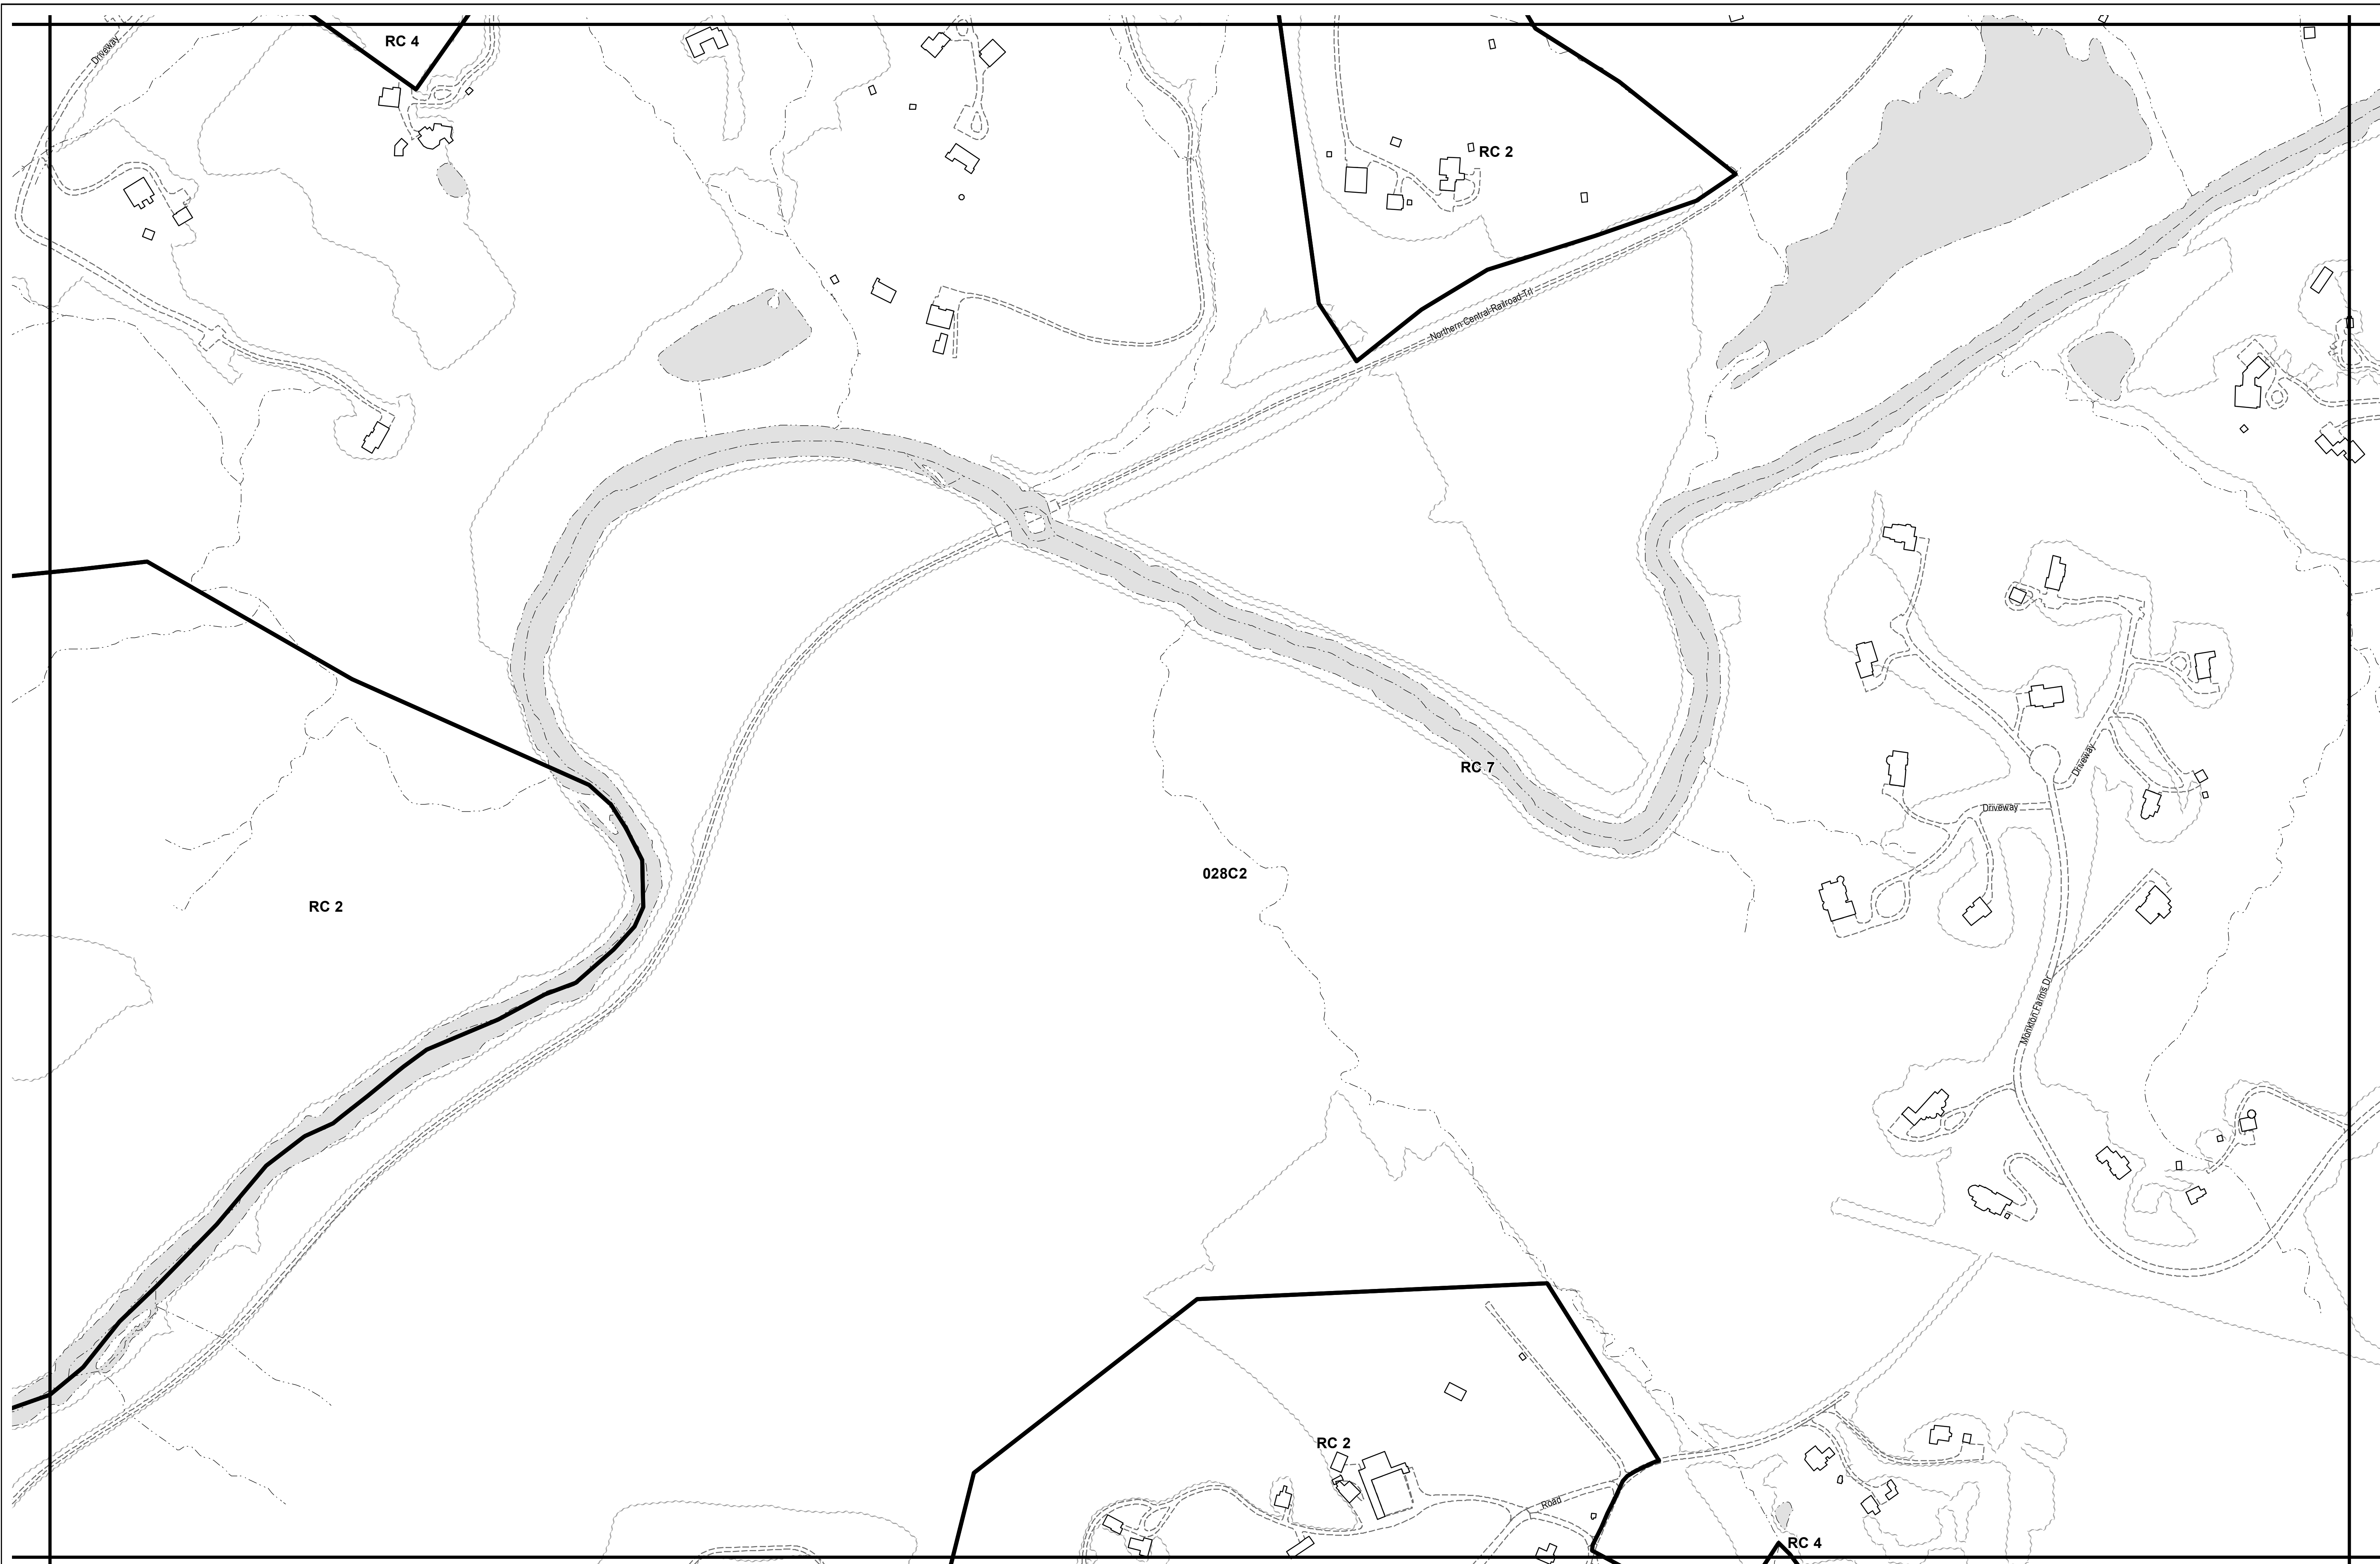 RC 4
Driveway
RC 2
Northern Central Railroad Trl
RC 7
Driveway
Driveway
028C2
RC 2
Monkton Farms Dr
RC 2
Road
RC 4